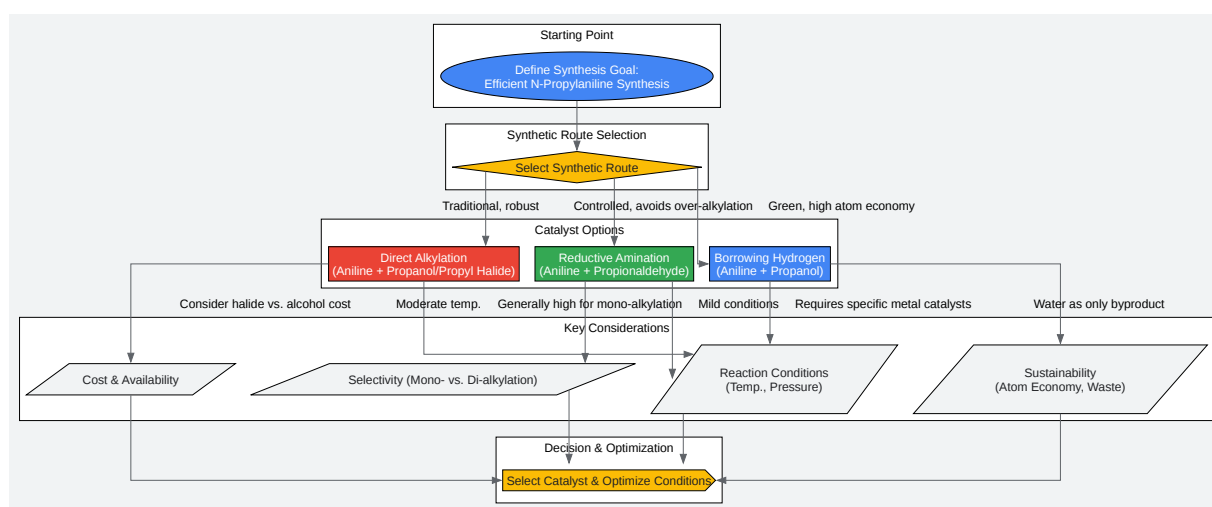 Starting Point
Define Synthesis Goal:
Efficient N-Propylaniline Synthesis
Synthetic Route Selection
Select Synthetic Route
Traditional, robust
Controlled, avoids over-alkylation
Green, high atom economy
Catalyst Options
Direct Alkylation
(Aniline + Propanol/Propyl Halide)
Reductive Amination
(Aniline + Propionaldehyde)
Borrowing Hydrogen
(Aniline + Propanol)
Consider halide vs. alcohol cost
Moderate temp.
Generally high for mono-alkylation
Mild conditions
Requires specific metal catalysts
Water as only byproduct
Key Considerations
Cost & Availability
Selectivity (Mono- vs. Di-alkylation)
Reaction Conditions
(Temp., Pressure)
Sustainability
(Atom Economy, Waste)
Decision & Optimization
Select Catalyst & Optimize Conditions